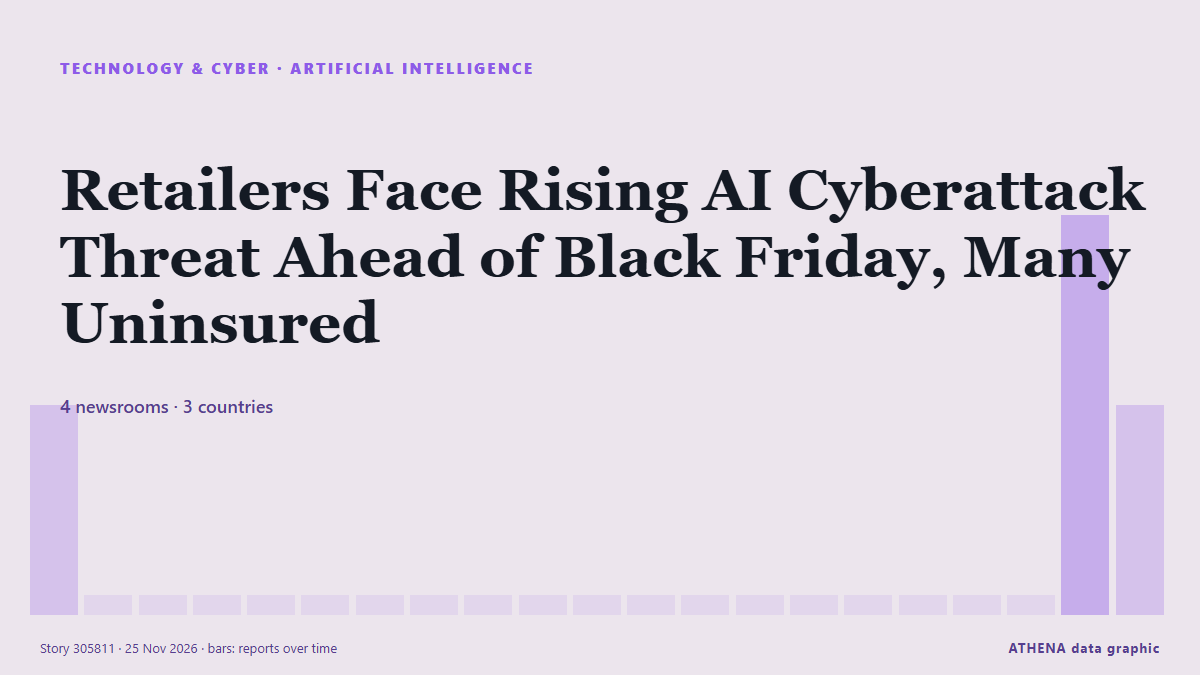 TECHNOLOGY & CYBER · ARTIFICIAL INTELLIGENCE
Retailers Face Rising AI Cyberattack
Threat Ahead of Black Friday, Many
Uninsured
4 newsrooms · 3 countries
Story 305811 · 25 Nov 2026 · bars: reports over time
ATHENA data graphic